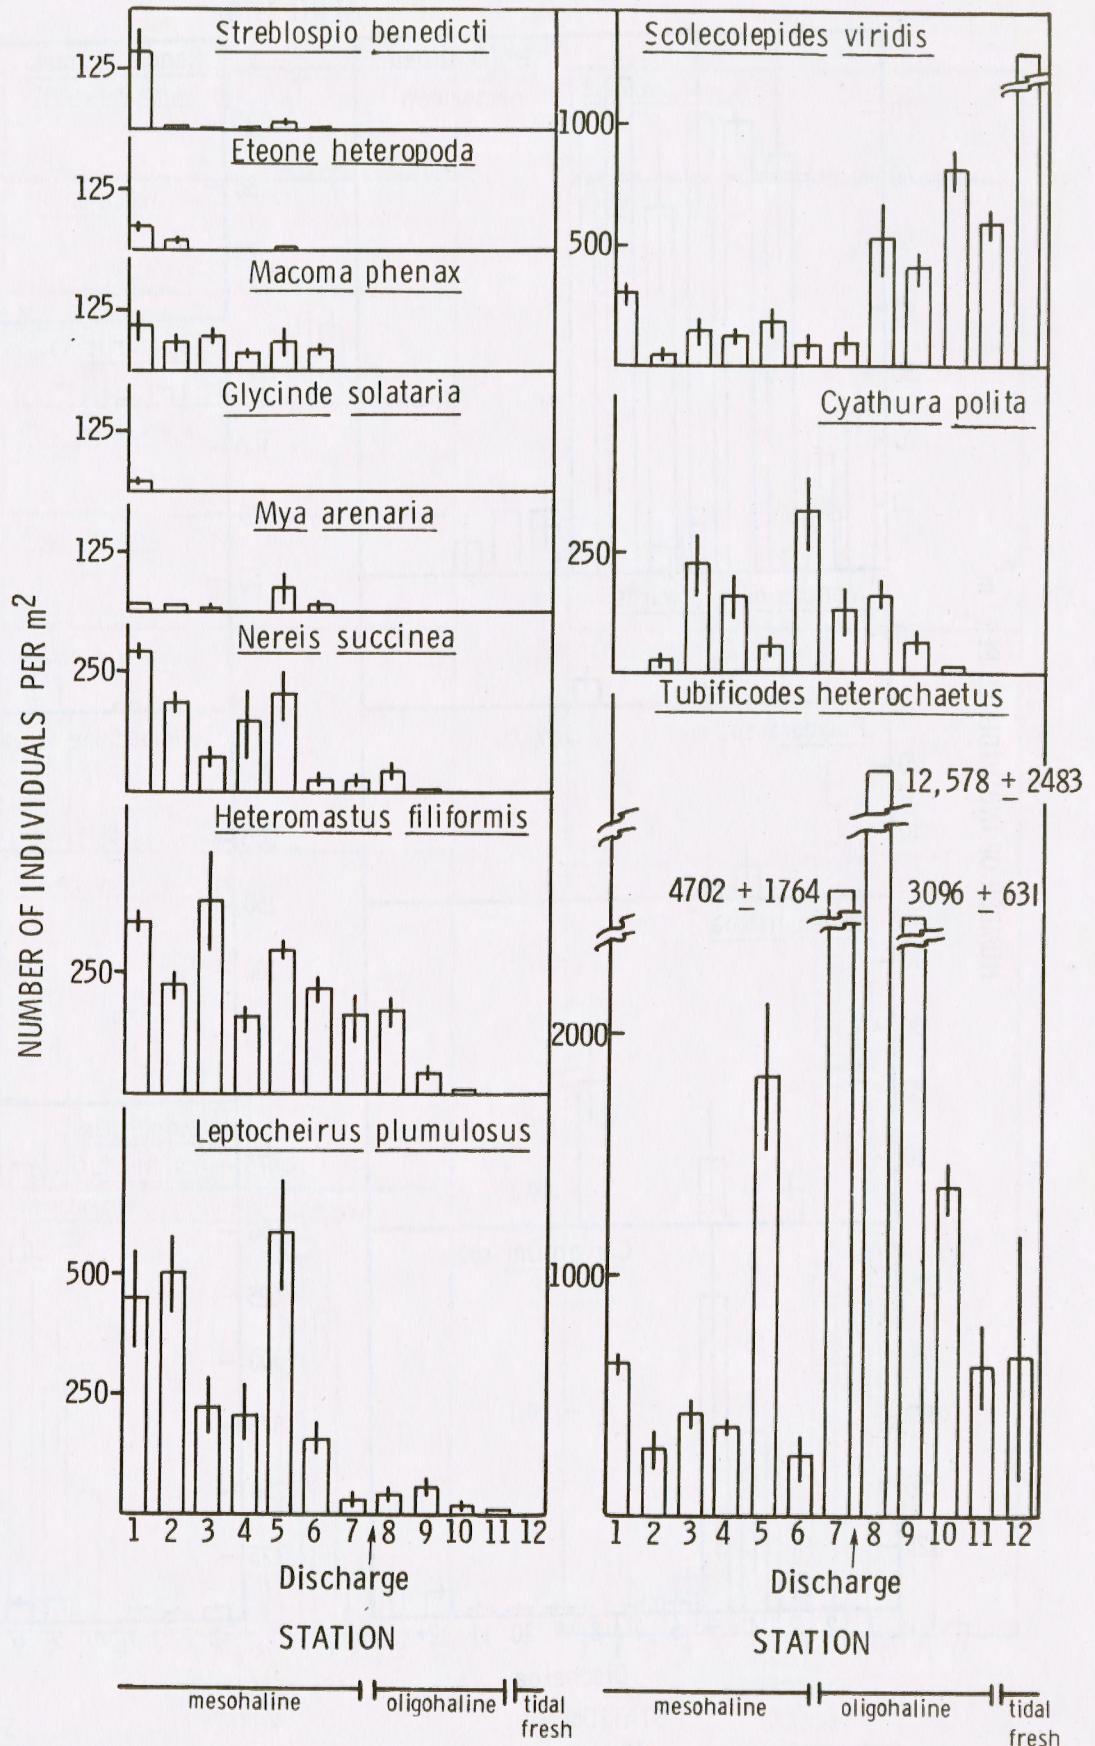 NUMBER OF INDIVIDUALS PER m2
Streblospio benedicti
125
Eteone heteropoda
125
Macoma phenax
125
Glycinde solataria
125
Mya arenaria
125
Nereis succinea
250
Heteromastus filiformis
250
Leptocheirus plumulosus
500
250
1 2 3 4 5 6 7 8 9 10 11 12
Discharge
STATION
mesohaline oligohaline tidal
fresh
Scolecolepides viridis
1000
500
Cyathura polita
250
Tubificodes heterochaetus
12,578 ± 2483
4702 ± 1764
3096 ± 631
2000
1000
1 2 3 4 5 6 7 8 9 10 11 12
Discharge
STATION
mesohaline oligohaline tidal
fresh